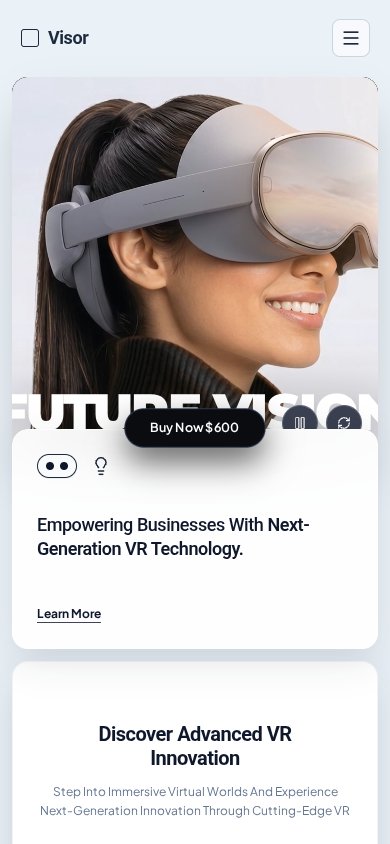 Visor
FUTURE VISION
Buy Now $600
Empowering Businesses With Next-
Generation VR Technology.
Learn More
Discover Advanced VR
Innovation
Step Into Immersive Virtual Worlds And Experience
Next-Generation Innovation Through Cutting-Edge VR